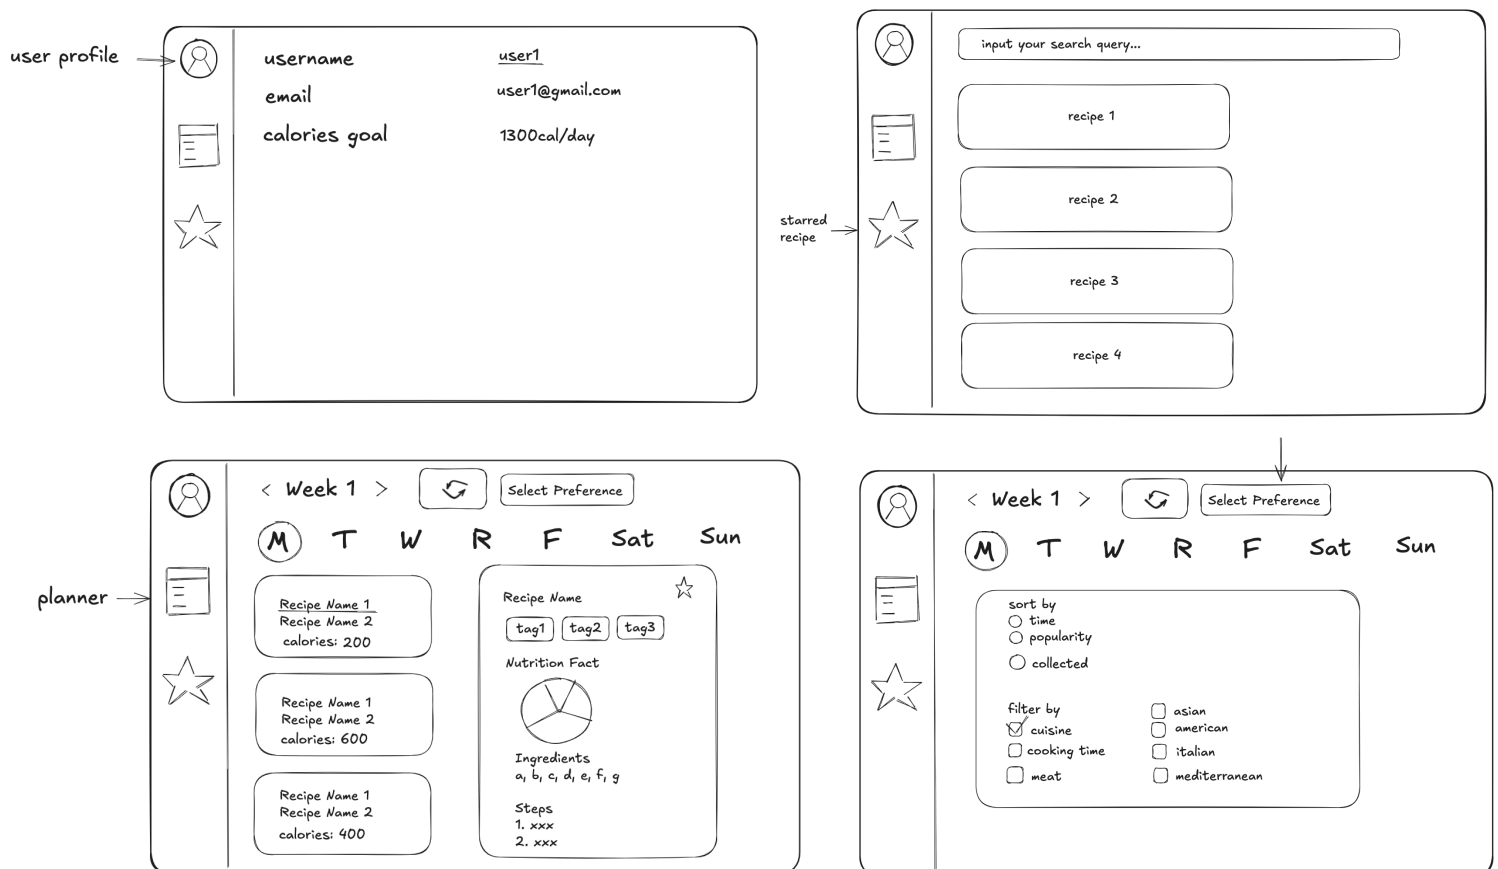 user profile
username
user1
email
user1@gmail.com
calories goal
1300cal/day
input your search query...
recipe 1
recipe 2
starred
recipe
recipe 3
recipe 4
< Week 1 >
Select Preference
M T W R F Sat Sun
planner
Recipe Name 1
Recipe Name 2
calories: 200
Recipe Name 1
Recipe Name 2
calories: 600
Recipe Name 1
Recipe Name 2
calories: 400
Recipe Name
tag1 tag2 tag3
Nutrition Fact
Ingredients
a, b, c, d, e, f, g
Steps
1. xxx
2. xxx
< Week 1 >
Select Preference
M T W R F Sat Sun
sort by
time
popularity
collected
filter by
cuisine
cooking time
meat
asian
american
italian
mediterranean